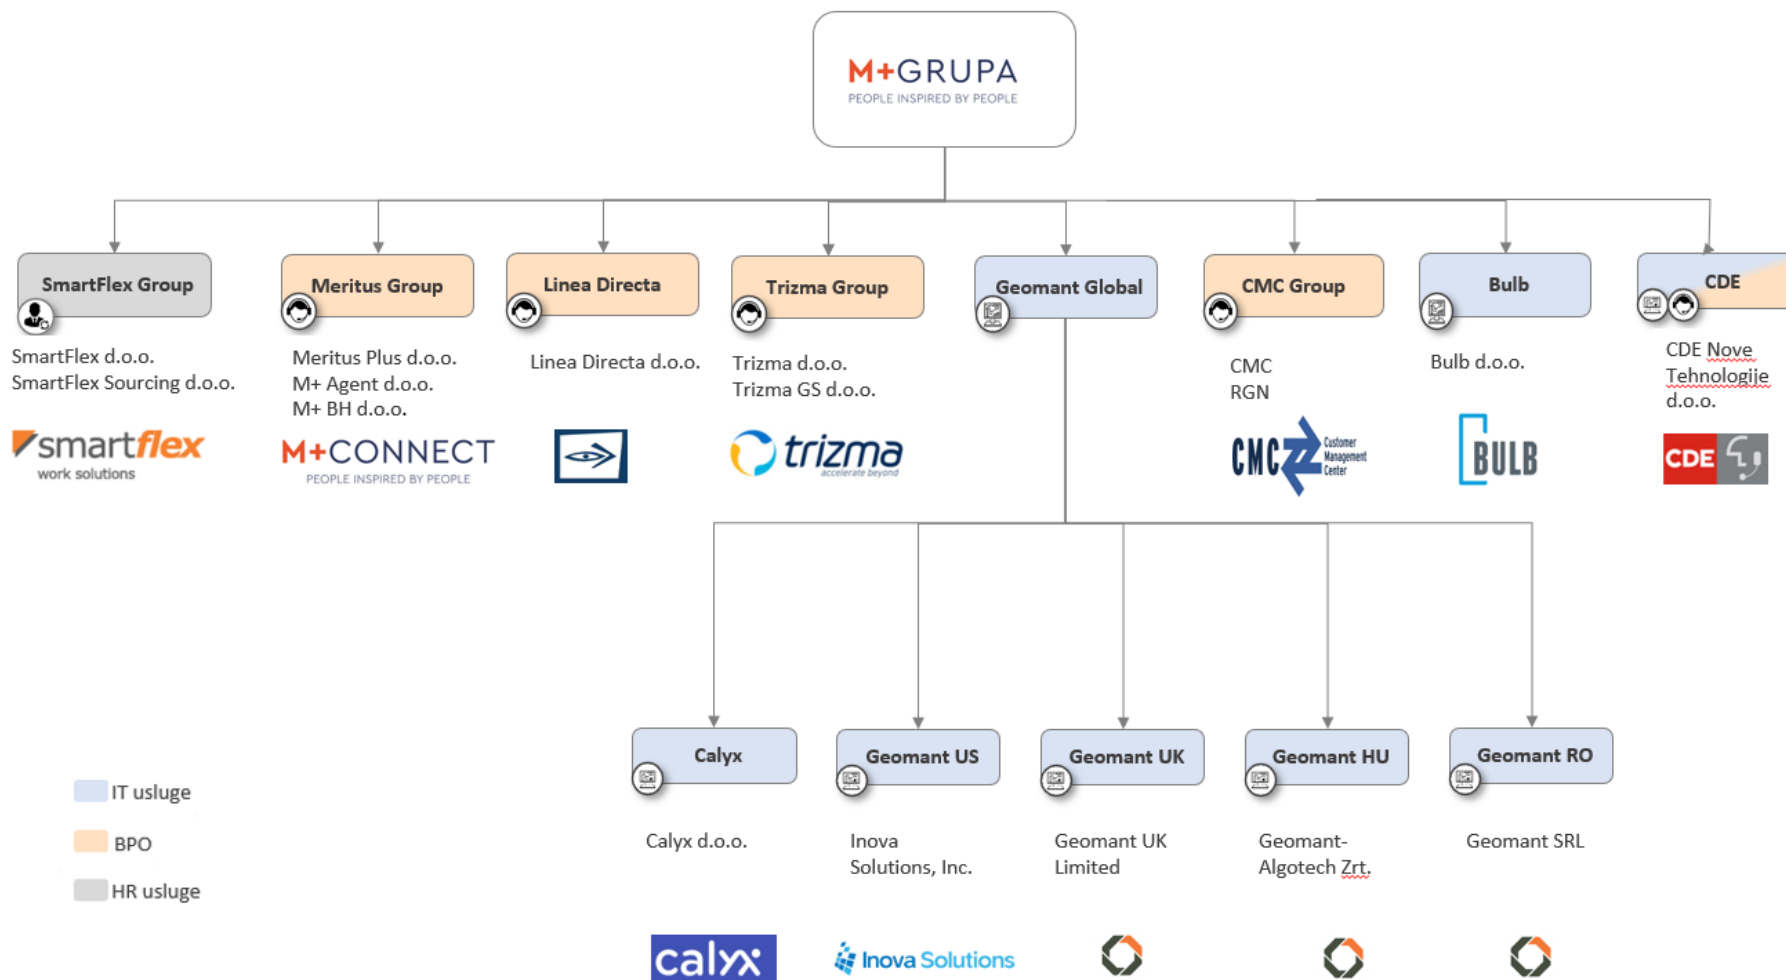 M+GRUPA
PEOPLE INSPIRED BY PEOPLE
SmartFlex Group
Meritus Group
Linea Directa
Trizma Group
Geomant Global
CMC Group
Bulb
CDE
SmartFlex d.o.o.
SmartFlex Sourcing d.o.o.
Meritus Plus d.o.o.
M+ Agent d.o.o.
M+ BH d.o.o.
Linea Directa d.o.o.
Trizma d.o.o.
Trizma GS d.o.o.
CMC
RGN
Bulb d.o.o.
CDE Nove
Tehnologije
d.o.o.
smartflex
work solutions
M+CONNECT
PEOPLE INSPIRED BY PEOPLE
trizma
accelerate beyond
CMC
Customer
Management
Center
BULB
CDE
Calyx
Geomant US
Geomant UK
Geomant HU
Geomant RO
Calyx d.o.o.
Inova
Solutions, Inc.
Geomant UK
Limited
Geomant-
Algotech Zrt.
Geomant SRL
IT usluge
BPO
HR usluge
calyx
Inova Solutions